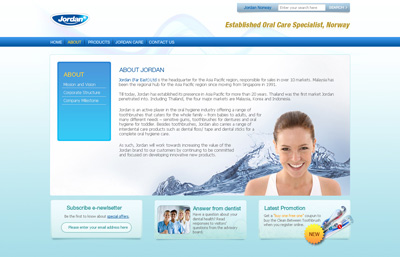 Jordan
Jordan Norway
Enter your search here
SEARCH
Established Oral Care Specialist, Norway
HOME ABOUT PRODUCTS JORDAN CARE CONTACT US
ABOUT
Mission and Vision
Corporate Structure
Company Milestone
ABOUT JORDAN
Jordan (Far East) Ltd is the headquarter for the Asia Pacific region, responsible for sales in over 10 markets. Malaysia has
been the regional hub for the Asia Pacific region since moving from Singapore in 1991.
Till today, Jordan has established its presence in Asia Pacific for more than 20 years. Thailand was the first market Jordan
penetrated into. Including Thailand, the four major markets are Malaysia, Korea and Indonesia.
Jordan is an active player in the oral hygiene industry offering a range of
toothbrushes that caters for the whole family – from babies to adults, and for
many different needs – sensitive gums, toothbrushes for dentures and oral
hygiene for toddler. Besides toothbrushes, Jordan also carries a range of
interdental care products such as dental floss/ tape and dental sticks for a
complete oral hygiene care.
As such, Jordan will work towards increasing the value of the
Jordan brand to our customers by continuing to be committed
and focused on developing innovative new products.
Subscribe e-newsletter
Be the first to know about special offers.
Please enter your email address here
Answer from dentist
Have a question about your
dental health? Read
responses to visitors'
questions from the advisory
board.
Latest Promotion
Get a "buy one free one" coupon to
buy the Clean Between Toothbrush
when you register online.
NEW